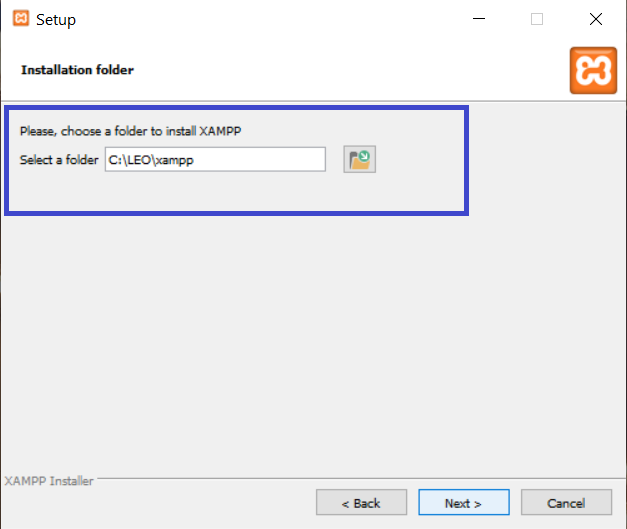 Setup
Installation folder
Please, choose a folder to install XAMPP
Select a folder C:\LEO\xampp
XAMPP Installer
< Back Next > Cancel